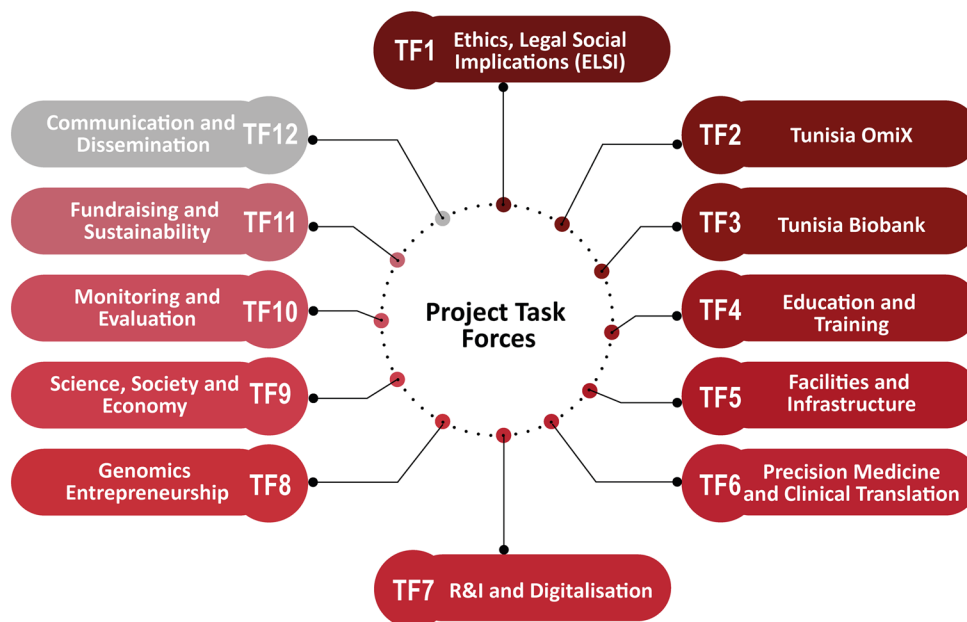 TF1
Ethics, Legal Social
Implications (ELSI)
TF2
Tunisia OmiX
TF3
Tunisia Biobank
TF4
Education and
Training
TF5
Facilities and
Infrastructure
TF6
Precision Medicine
and Clinical Translation
TF7
R&I and Digitalisation
Genomics
Entrepreneurship
TF8
Science, Society and
Economy
TF9
Monitoring and
Evaluation
TF10
Fundraising and
Sustainability
TF11
Communication and
Dissemination
TF12
Project Task
Forces